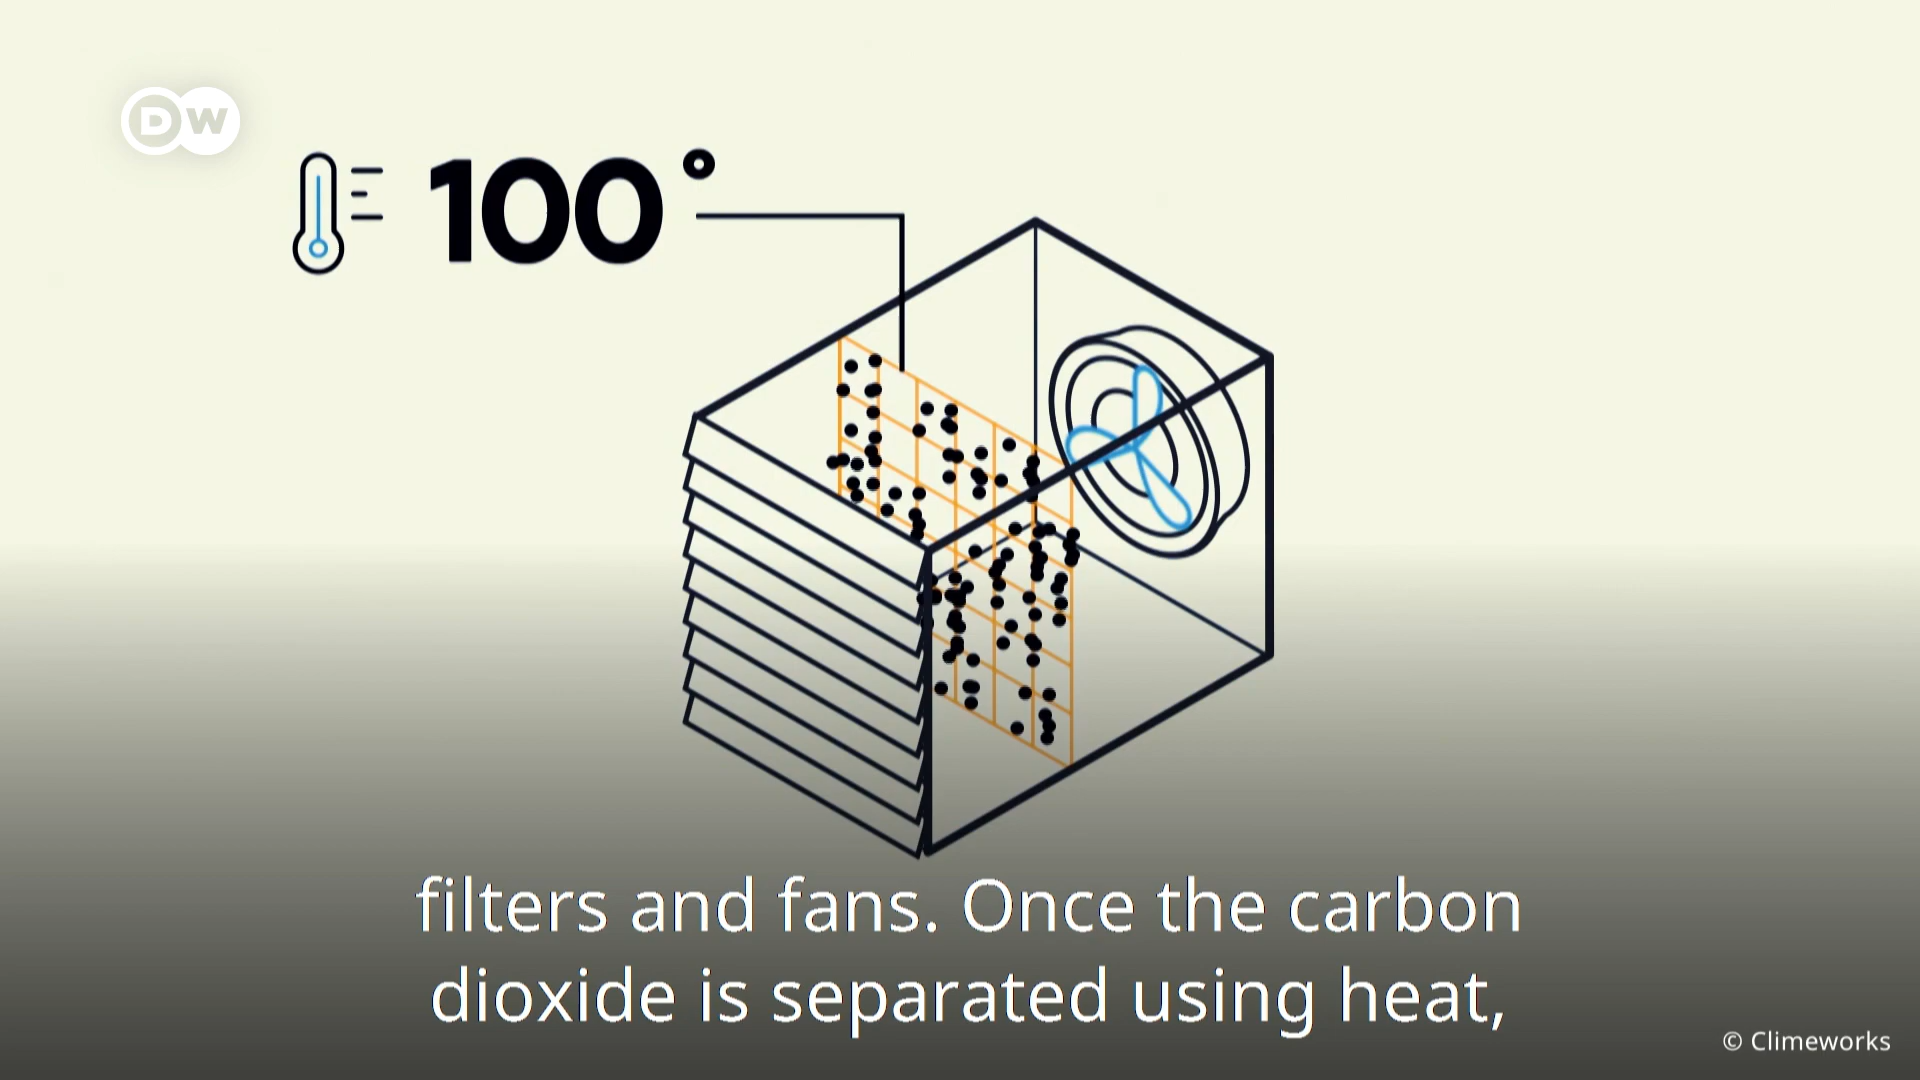 DW
100°
filters and fans. Once the carbon
dioxide is separated using heat,
© Climeworks